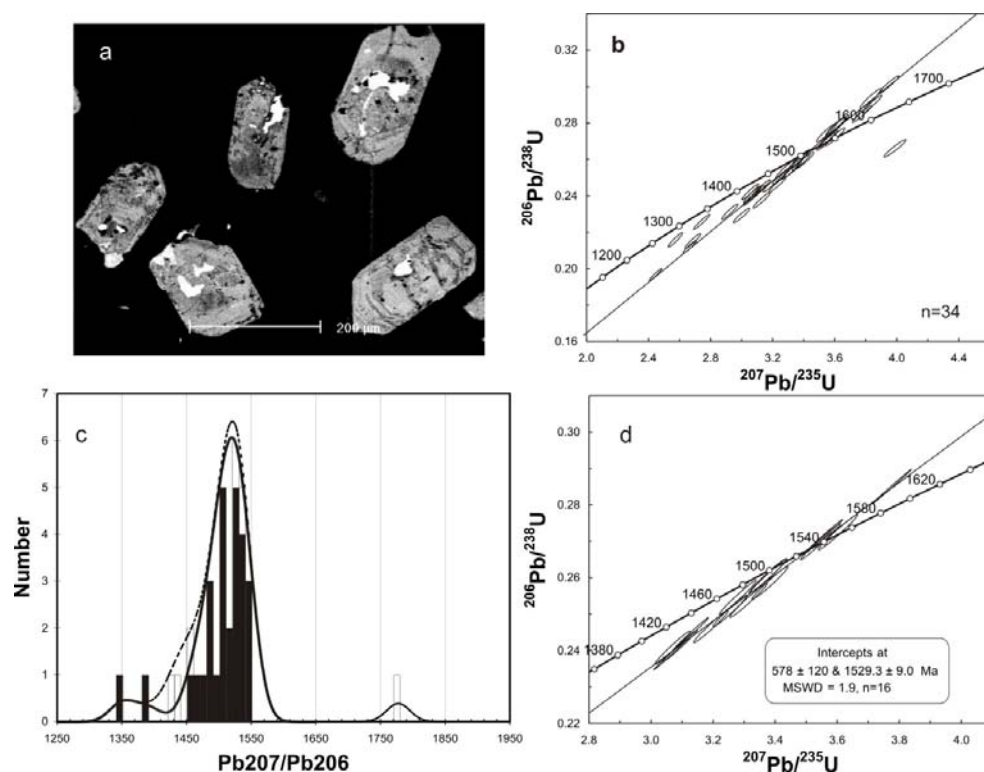 a
200 µm
b
²⁰⁶Pb/²³⁸U
0.32
0.28
0.24
0.20
0.16
1200
1300
1400
1500
1600
1700
n=34
2.0 2.4 2.8 3.2 3.6 4.0 4.4
²⁰⁷Pb/²³⁵U
c
Number
7
6
5
4
3
2
1
0
1250 1350 1450 1550 1650 1750 1850 1950
Pb207/Pb206
d
²⁰⁶Pb/²³⁸U
0.30
0.28
0.26
0.24
0.22
1380
1420
1460
1500
1540
1580
1620
Intercepts at
578 ± 120 & 1529.3 ± 9.0 Ma
MSWD = 1.9, n=16
2.8 3.0 3.2 3.4 3.6 3.8 4.0
²⁰⁷Pb/²³⁵U